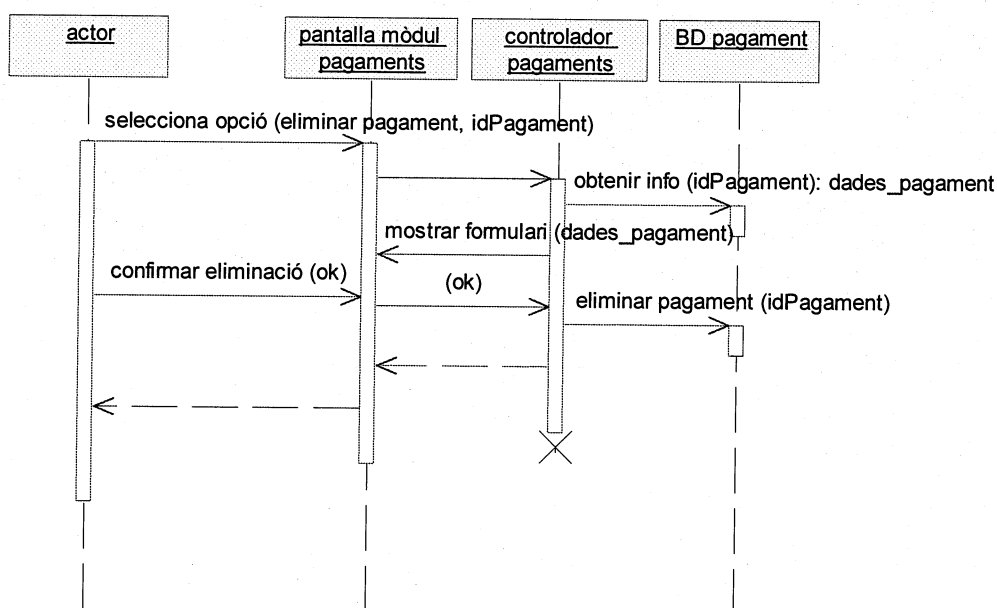 actor
pantalla mòdul
pagaments
controlador
pagaments
BD pagament
selecciona opció (eliminar pagament, idPagament)
obtenir info (idPagament): dades_pagament
mostrar formulari (dades_pagament)
confirmar eliminació (ok)
(ok)
eliminar pagament (idPagament)